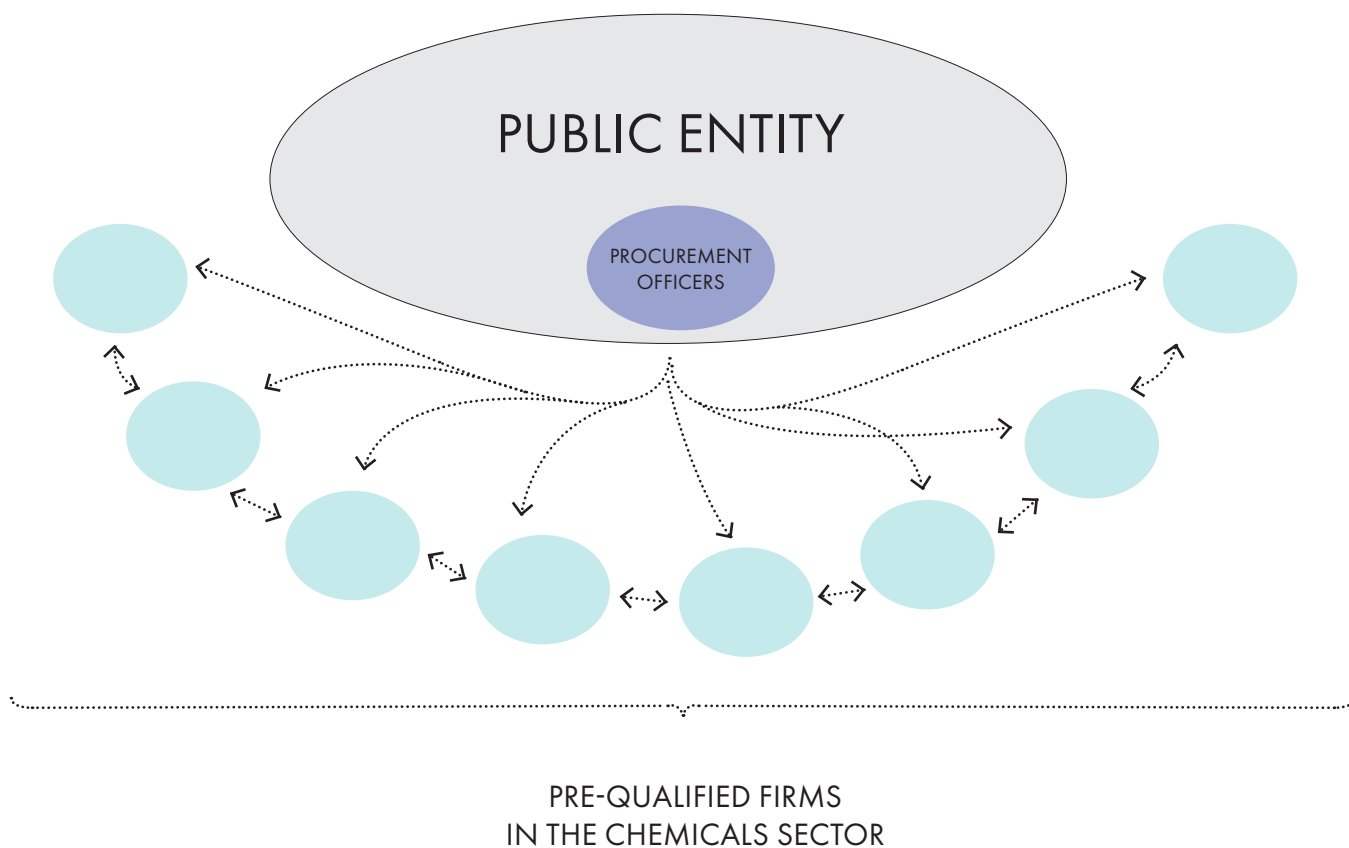 PUBLIC ENTITY
PROCUREMENT
OFFICERS
PRE-QUALIFIED FIRMS
IN THE CHEMICALS SECTOR